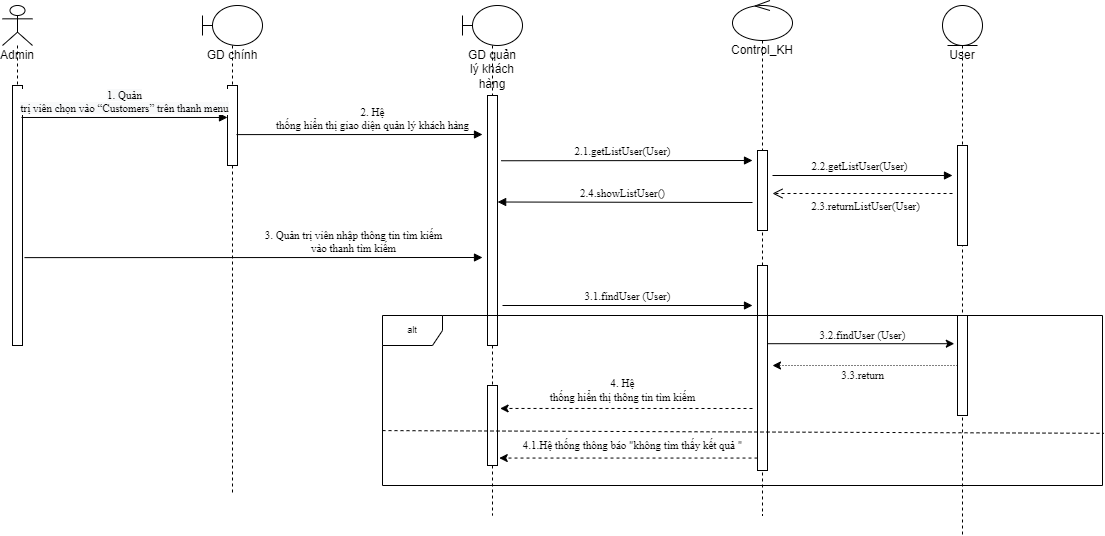 Admin
GD chính
GD quản
lý khách
hàng
Control_KH
User
1. Quản
trị viên chọn vào “Customers” trên thanh menu
2. Hệ
thống hiển thị giao diện quản lý khách hàng
2.1.getListUser(User)
2.2.getListUser(User)
2.4.showListUser()
2.3.returnListUser(User)
3. Quản trị viên nhập thông tin tìm kiếm
vào thanh tìm kiếm
3.1.findUser (User)
alt
3.2.findUser (User)
3.3.return
4. Hệ
thống hiển thị thông tin tìm kiếm
4.1.Hệ thống thông báo "không tìm thấy kết quả "